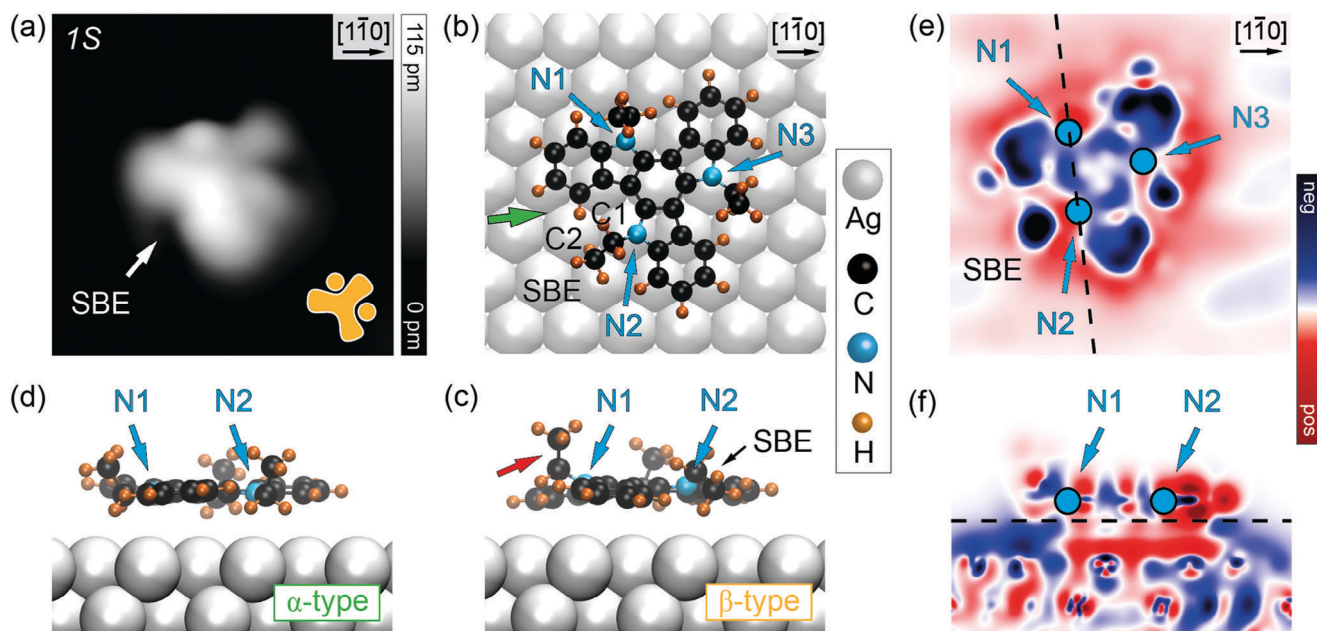 (a)
1S
[11̅0]
115 pm
0 pm
SBE
(b)
[11̅0]
N1
N3
C1
C2
SBE
N2
Ag
C
N
H
(e)
[11̅0]
N1
N3
SBE
N2
neg
pos
(d)
N1
N2
α-type
(c)
N1
N2
SBE
β-type
(f)
N1
N2